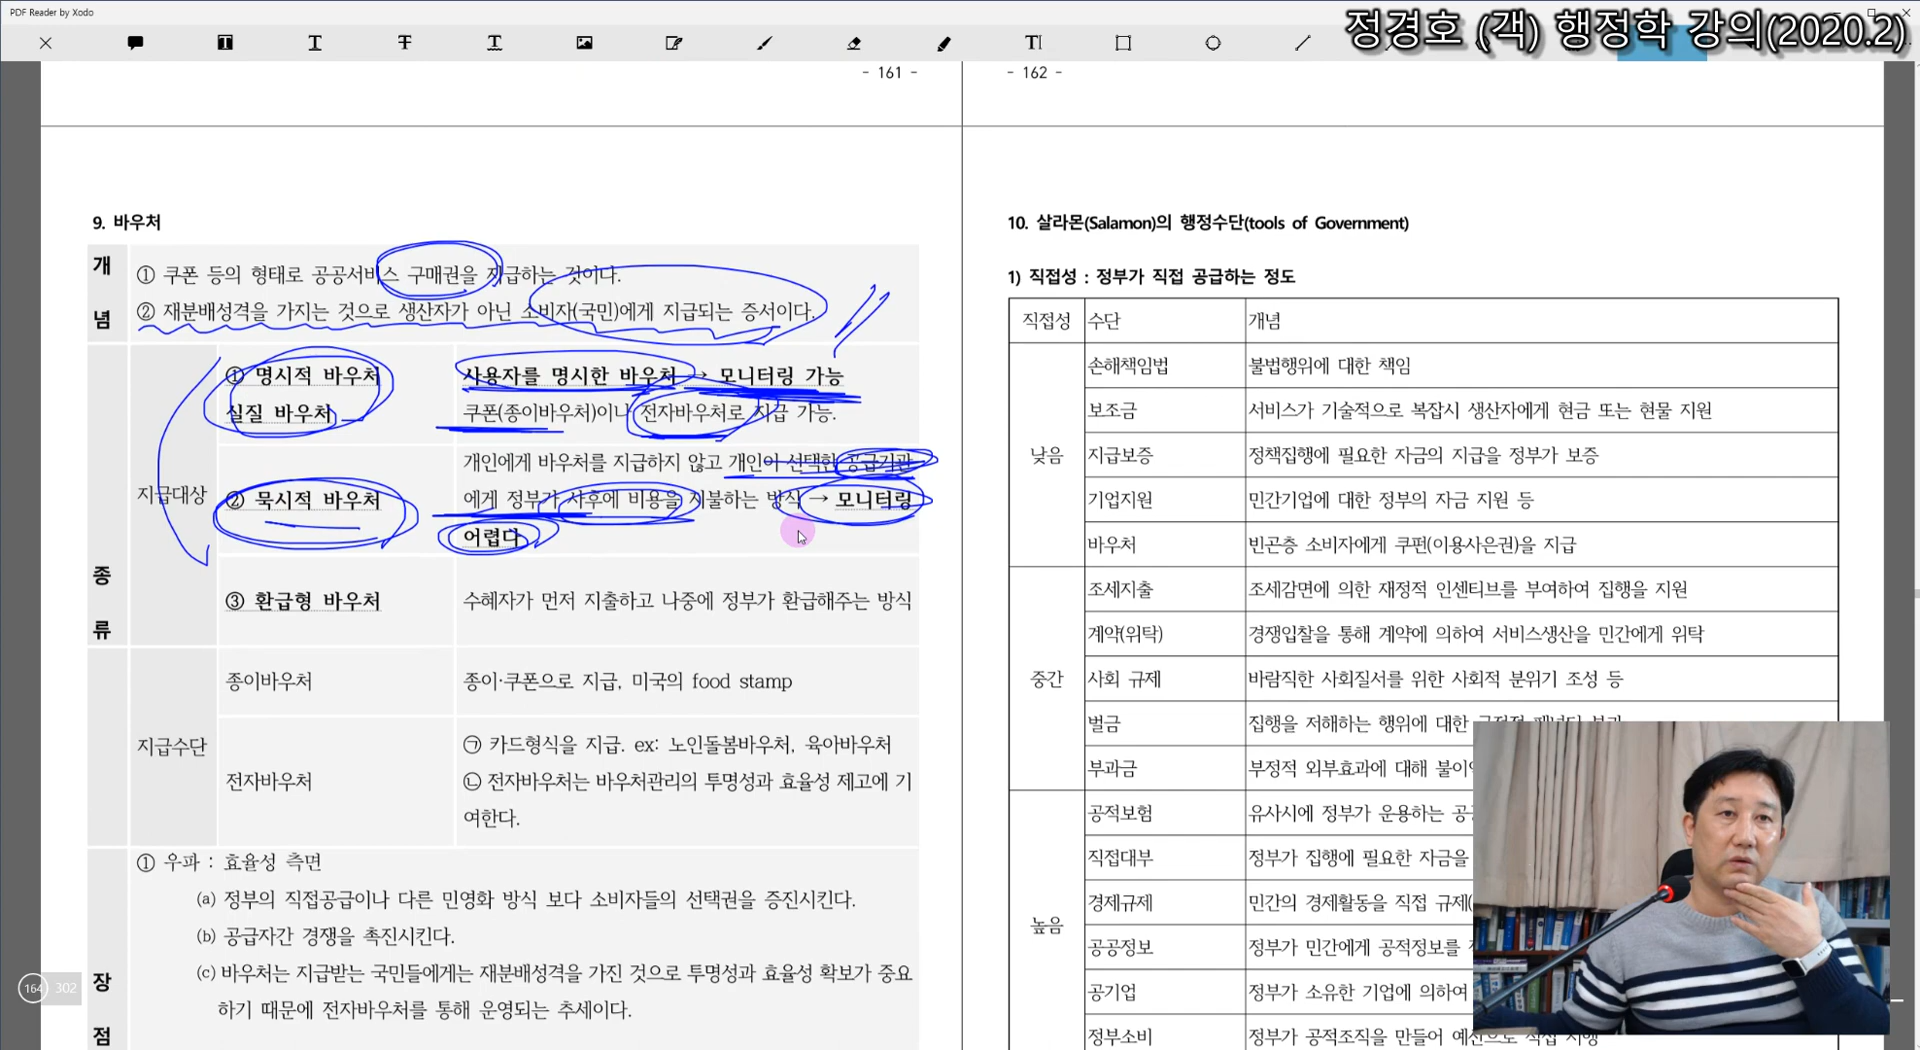 PDF Reader by Xodo
정경호 (객) 행정학 강의(2020.2)
- 161 -
9. 바우처
개
념
① 쿠폰 등의 형태로 공공서비스 구매권을 지급하는 것이다.
② 재분배성격을 가지는 것으로 생산자가 아닌 소비자(국민)에게 지급되는 증서이다.
종
류
지급대상
① 명시적 바우처
실질 바우처
사용자를 명시한 바우처 → 모니터링 가능
쿠폰(종이바우처)이나 전자바우처로 지급 가능.
② 묵시적 바우처
개인에게 바우처를 지급하지 않고 개인이 선택한 공급기관
에게 정부가 사후에 비용을 지불하는 방식 → 모니터링
어렵다
③ 환급형 바우처
수혜자가 먼저 지출하고 나중에 정부가 환급해주는 방식
지급수단
종이바우처
종이·쿠폰으로 지급, 미국의 food stamp
전자바우처
㉠ 카드형식을 지급. ex: 노인돌봄바우처, 육아바우처
㉡ 전자바우처는 바우처관리의 투명성과 효율성 제고에 기
여한다.
장
점
① 우파 : 효율성 측면
(a) 정부의 직접공급이나 다른 민영화 방식 보다 소비자들의 선택권을 증진시킨다.
(b) 공급자간 경쟁을 촉진시킨다.
(c) 바우처는 지급받는 국민들에게는 재분배성격을 가진 것으로 투명성과 효율성 확보가 중요
하기 때문에 전자바우처를 통해 운영되는 추세이다.
164 302
- 162 -
10. 살라몬(Salamon)의 행정수단(tools of Government)
1) 직접성 : 정부가 직접 공급하는 정도
직접성 수단 개념
낮음
손해책임법 불법행위에 대한 책임
보조금 서비스가 기술적으로 복잡시 생산자에게 현금 또는 현물 지원
지급보증 정책집행에 필요한 자금의 지급을 정부가 보증
기업지원 민간기업에 대한 정부의 자금 지원 등
바우처 빈곤층 소비자에게 쿠펀(이용사은권)을 지급
중간
조세지출 조세감면에 의한 재정적 인센티브를 부여하여 집행을 지원
계약(위탁) 경쟁입찰을 통해 계약에 의하여 서비스생산을 민간에게 위탁
사회 규제 바람직한 사회질서를 위한 사회적 분위기 조성 등
벌금 집행을 저해하는 행위에 대한
부과금 부정적 외부효과에 대해
높음
공적보험 유사시에 정부가 운용하는
직접대부 정부가 집행에 필요한 자금을
경제규제 민간의 경제활동을 직접 규제(
공공정보 정부가 민간에게 공적정보를
공기업 정부가 소유한 기업에 의하여
정부소비 정부가 공적조직을 만들어